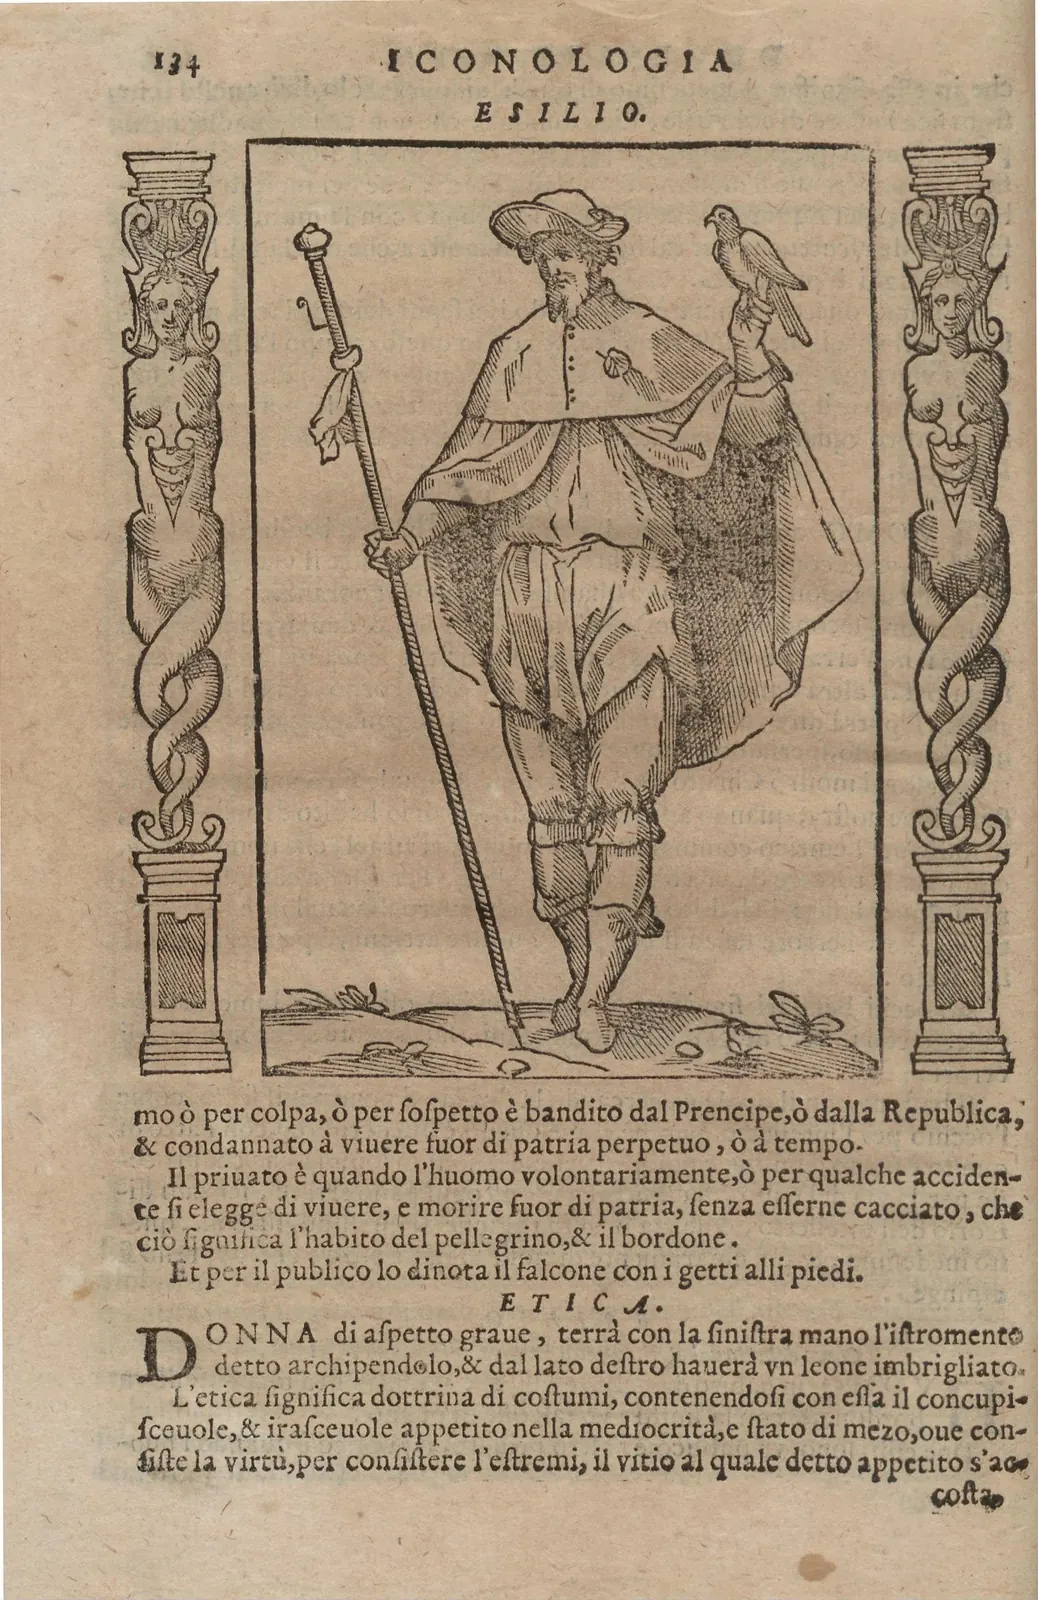 134 ICONOLOGIA
ESILIO.
mo ò per colpa, ò per ſoſpetto è bandito dal Prencipe, ò dalla Republica,
& condannato à viuere fuor di patria perpetuo, ò à tempo.
Il priuato è quando l'huomo volontariamente, ò per qualche acciden-
te ſi elegge di viuere, e morire fuor di patria, ſenza eſſerne cacciato, che
ciò ſignifica l'habito del pellegrino, & il bordone.
Et per il publico lo dinota il falcone con i getti alli piedi.
ETICA.
DONNA di aſpetto graue, terrà con la ſiniſtra mano l'iſtromento
detto archipendolo, & dal lato deſtro hauerà vn leone imbrigliato.
L'etica ſignifica dottrina di coſtumi, contenendoſi con eſſa il concupi-
ſceuole, & iraſceuole appetito nella mediocrità, e ſtato di mezo, oue con-
ſiſte la virtù, per conſiſtere l'eſtremi, il vitio al quale detto appetito s'ac-
coſta,